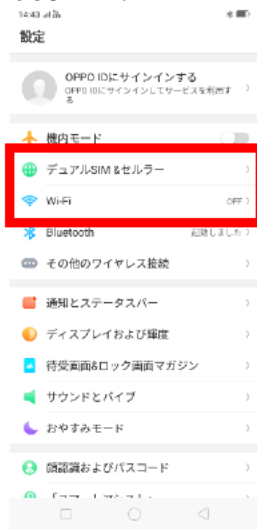 14:43
設定
OPPO IDにサインインする
OPPO IDにサインインしてサービスを利用す
る
機内モード
デュアルSIM &セルラー
Wi-Fi OFF
Bluetooth 起動しました
その他のワイヤレス接続
通知とステータスバー
ディスプレイおよび輝度
待受画面&ロック画面マガジン
サウンドとバイブ
おやすみモード
顔認識およびパスコード